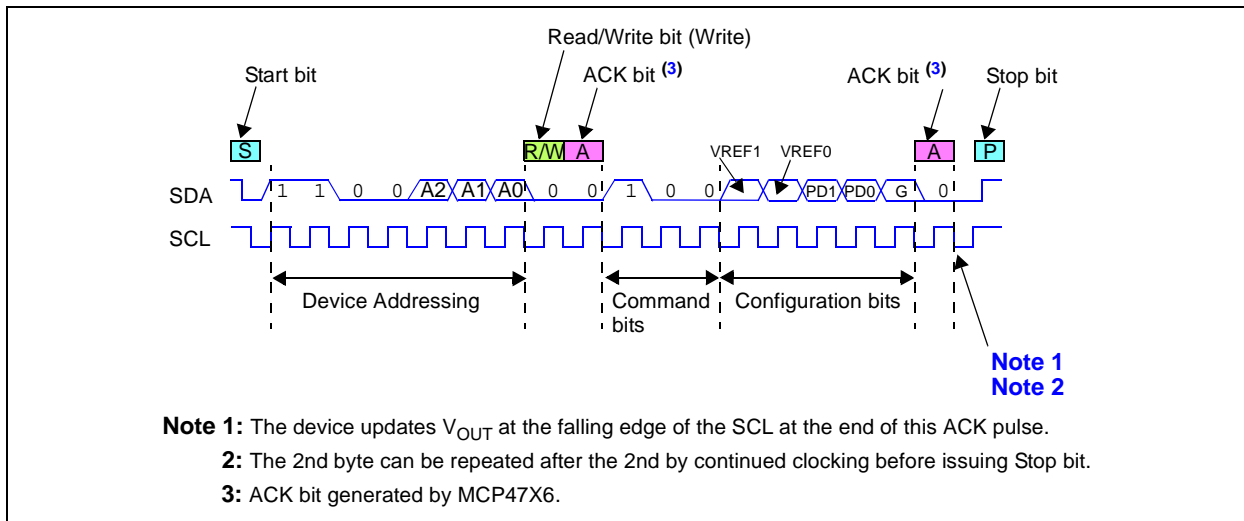 Read/Write bit (Write)
Start bit
ACK bit (3)
ACK bit (3)
Stop bit
S
R/W
A
A
P
VREF1
VREF0
SDA
1 1 0 0 A2 A1 A0 0 0 1 0 0 PD1 PD0 G 0
SCL
Device Addressing
Command bits
Configuration bits
Note 1
Note 2
Note 1: The device updates VOUT at the falling edge of the SCL at the end of this ACK pulse.
2: The 2nd byte can be repeated after the 2nd by continued clocking before issuing Stop bit.
3: ACK bit generated by MCP47X6.